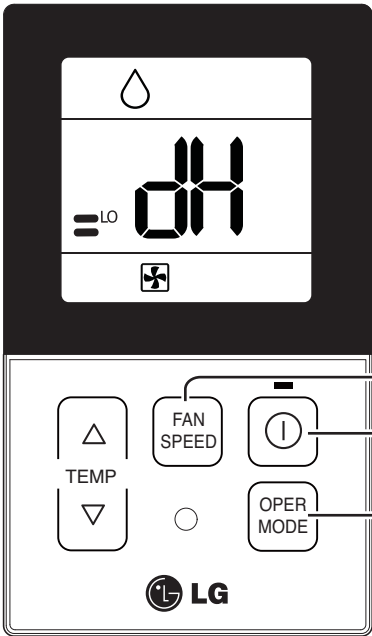 dH
LO
FAN
SPEED
TEMP
OPER
MODE
LG